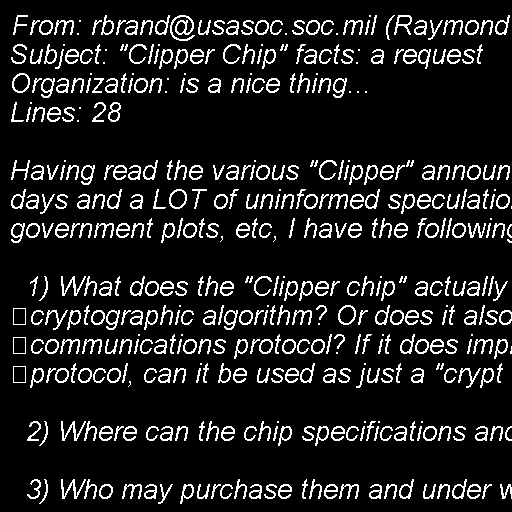 From: rbrand@usasoc.soc.mil (Raymond
Subject: "Clipper Chip" facts: a request
Organization: is a nice thing...
Lines: 28

Having read the various "Clipper" announ
days and a LOT of uninformed speculatio
government plots, etc, I have the following

1) What does the "Clipper chip" actually
cryptographic algorithm? Or does it also
communications protocol? If it does imp
protocol, can it be used as just a "crypt

2) Where can the chip specifications and

3) Who may purchase them and under w